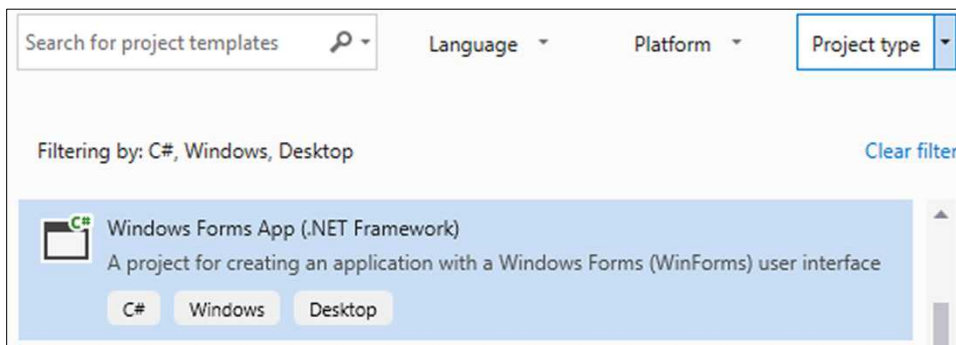 Search for project templates
Language
Platform
Project type
Filtering by: C#, Windows, Desktop
Clear filter
C#
Windows Forms App (.NET Framework)
A project for creating an application with a Windows Forms (WinForms) user interface
C# Windows Desktop